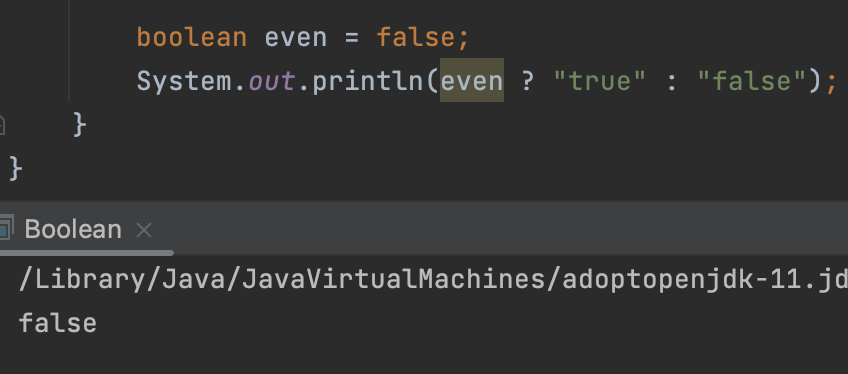 boolean even = false;
System.out.println(even ? "true" : "false");
}
}
Boolean
/Library/Java/JavaVirtualMachines/adoptopenjdk-11.jd
false